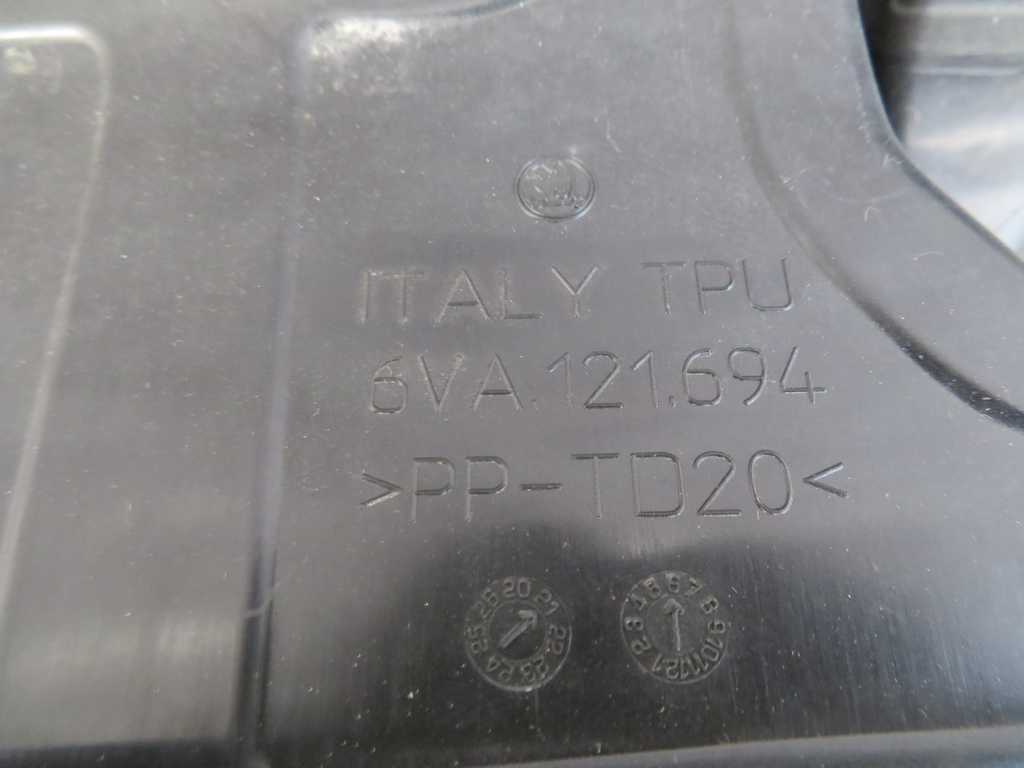 ITALY TPU
6VA.121.694
>PP-TD20<